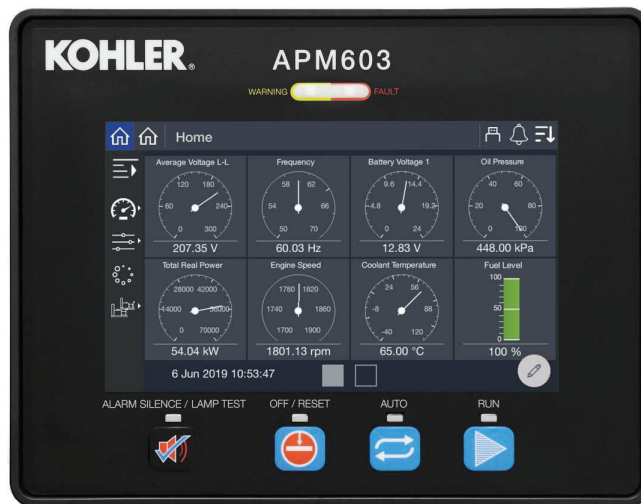 KOHLER®
APM603
WARNING FAULT
Home
Average Voltage L-L Frequency Battery Voltage 1 Oil Pressure
120 180 58 62 9.6 14.4 40 60
60 240 54 66 4.8 19.2 20 80
0 300 50 70 0 24 0 100
207.35 V 60.03 Hz 12.83 V 448.00 kPa
Total Real Power Engine Speed Coolant Temperature Fuel Level
100
28000 42000 1780 1820 24 56
14000 56000 1740 1860 -8 88 50
0 70000 1700 1900 -40 120 0
54.04 kW 1801.13 rpm 65.00 °C 100 %
6 Jun 2019 10:53:47
ALARM SILENCE / LAMP TEST OFF / RESET AUTO RUN